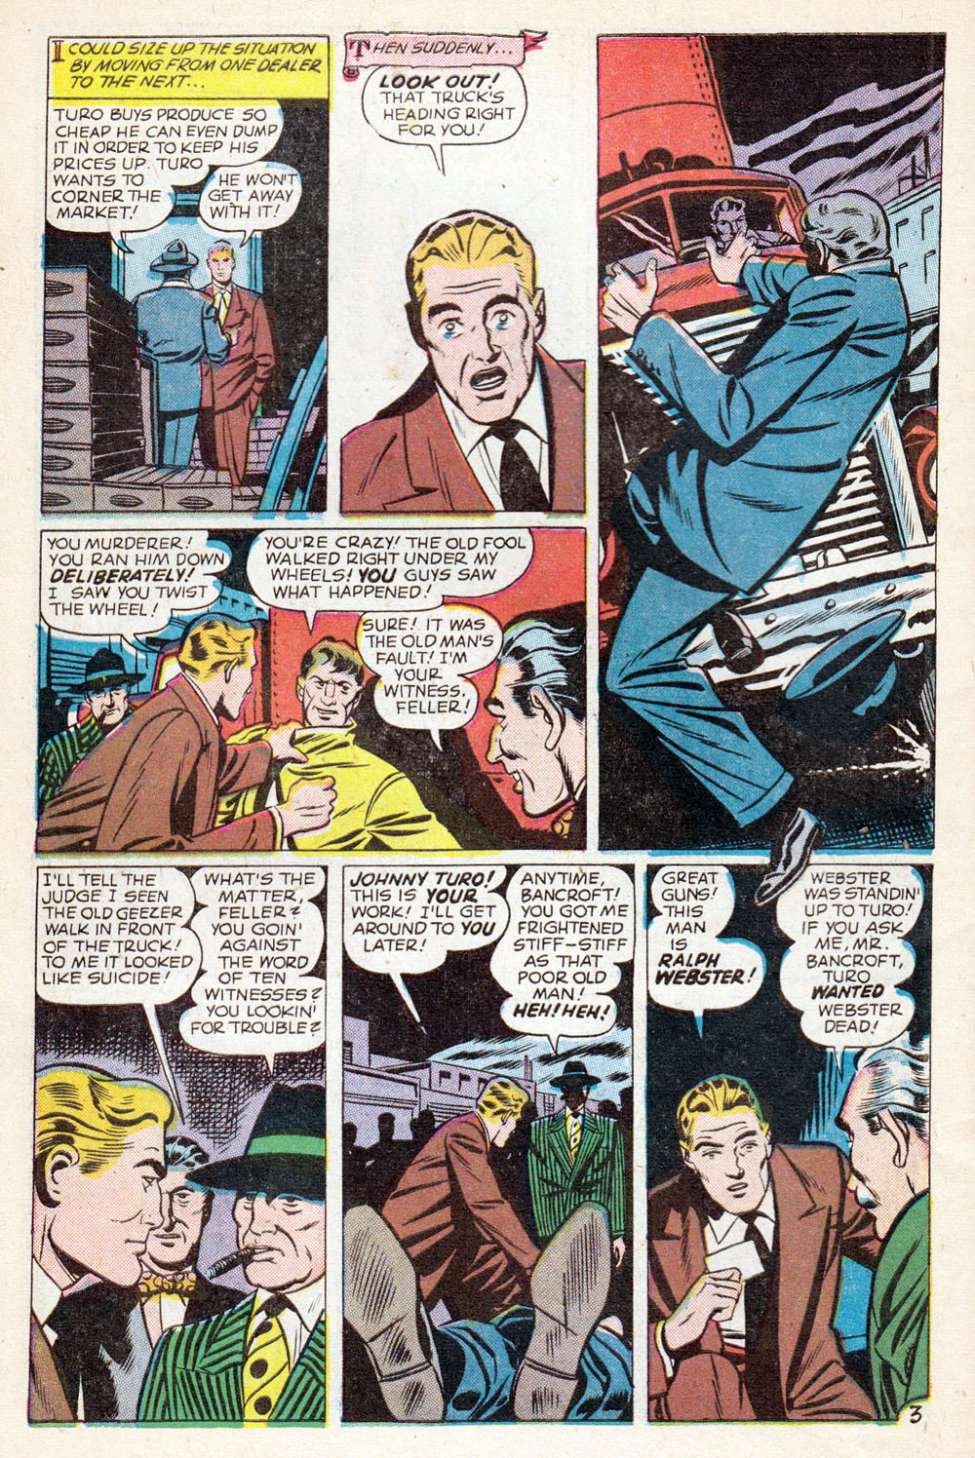 I COULD SIZE UP THE SITUATION
BY MOVING FROM ONE DEALER
TO THE NEXT...
TURO BUYS PRODUCE SO
CHEAP HE CAN EVEN DUMP
IT IN ORDER TO KEEP HIS
PRICES UP. TURO
WANTS TO
CORNER THE
MARKET!
HE WON'T
GET AWAY
WITH IT!
THEN SUDDENLY...
LOOK OUT!
THAT TRUCK'S
HEADING RIGHT
FOR YOU!
YOU MURDERER!
YOU RAN HIM DOWN
DELIBERATELY!
I SAW YOU TWIST
THE WHEEL!
YOU'RE CRAZY! THE OLD FOOL
WALKED RIGHT UNDER MY
WHEELS! YOU GUYS SAW
WHAT HAPPENED!
SURE! IT WAS
THE OLD MAN'S
FAULT! I'M
YOUR
WITNESS,
FELLER!
I'LL TELL THE
JUDGE I SEEN
THE OLD GEEZER
WALK IN FRONT
OF THE TRUCK!
TO ME IT LOOKED
LIKE SUICIDE!
WHAT'S THE
MATTER,
FELLER?
YOU GOIN'
AGAINST
THE WORD
OF TEN
WITNESSES?
YOU LOOKIN'
FOR TROUBLE?
JOHNNY TURO!
THIS IS YOUR
WORK! I'LL GET
AROUND TO YOU
LATER!
ANYTIME,
BANCROFT!
YOU GOT ME
FRIGHTENED
STIFF--STIFF
AS THAT
POOR OLD
MAN!
HEH! HEH!
GREAT
GUNS!
THIS
MAN
IS
RALPH
WEBSTER!
WEBSTER
WAS STANDIN'
UP TO TURO!
IF YOU ASK
ME, MR.
BANCROFT,
TURO
WANTED
WEBSTER
DEAD!
3